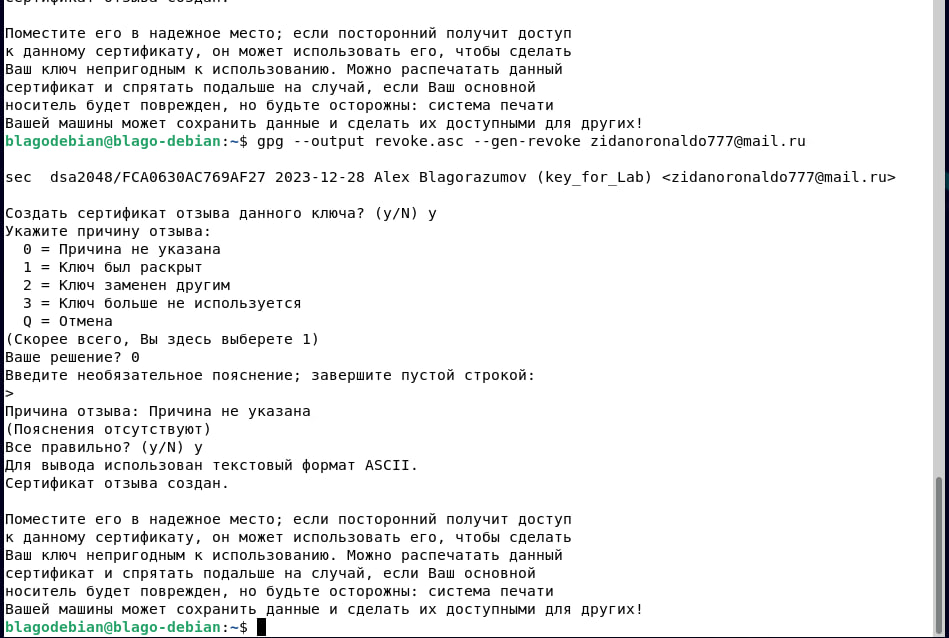 сертификат отзыва создан.

Поместите его в надежное место; если посторонний получит доступ
к данному сертификату, он может использовать его, чтобы сделать
Ваш ключ непригодным к использованию. Можно распечатать данный
сертификат и спрятать подальше на случай, если Ваш основной
носитель будет поврежден, но будьте осторожны: система печати
Вашей машины может сохранить данные и сделать их доступными для других!
blagodebian@blago-debian:~$ gpg --output revoke.asc --gen-revoke zidanoronaldo777@mail.ru

sec  dsa2048/FCA0630AC769AF27 2023-12-28 Alex Blagorazumov (key_for_Lab) <zidanoronaldo777@mail.ru>

Создать сертификат отзыва данного ключа? (y/N) y
Укажите причину отзыва:
  0 = Причина не указана
  1 = Ключ был раскрыт
  2 = Ключ заменен другим
  3 = Ключ больше не используется
  Q = Отмена
(Скорее всего, Вы здесь выберете 1)
Ваше решение? 0
Введите необязательное пояснение; завершите пустой строкой:
>
Причина отзыва: Причина не указана
(Пояснения отсутствуют)
Все правильно? (y/N) y
Для вывода использован текстовый формат ASCII.
Сертификат отзыва создан.

Поместите его в надежное место; если посторонний получит доступ
к данному сертификату, он может использовать его, чтобы сделать
Ваш ключ непригодным к использованию. Можно распечатать данный
сертификат и спрятать подальше на случай, если Ваш основной
носитель будет поврежден, но будьте осторожны: система печати
Вашей машины может сохранить данные и сделать их доступными для других!
blagodebian@blago-debian:~$